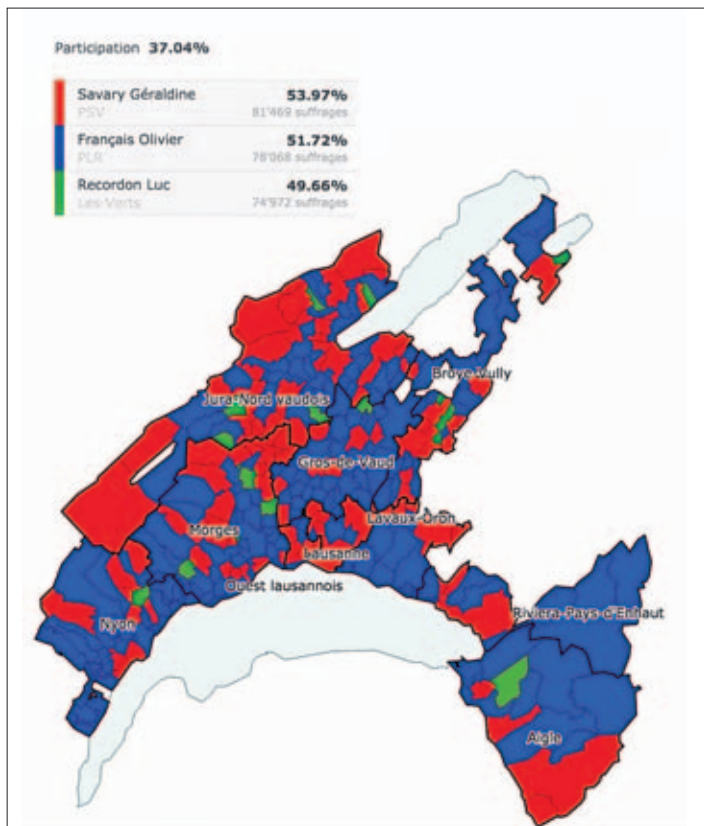 Participation 37.04%
Savary Géraldine 53.97%
PSV 81'469 suffrages
Français Olivier 51.72%
PLR 78'068 suffrages
Recordon Luc 49.66%
Les Verts 74'972 suffrages
Broye-Vully
Jura-Nord vaudois
Gros-de-Vaud
Lavaux-Oron
Morges
Lausanne
Ouest lausannois
Riviera-Pays-d'Enhaut
Nyon
Aigle